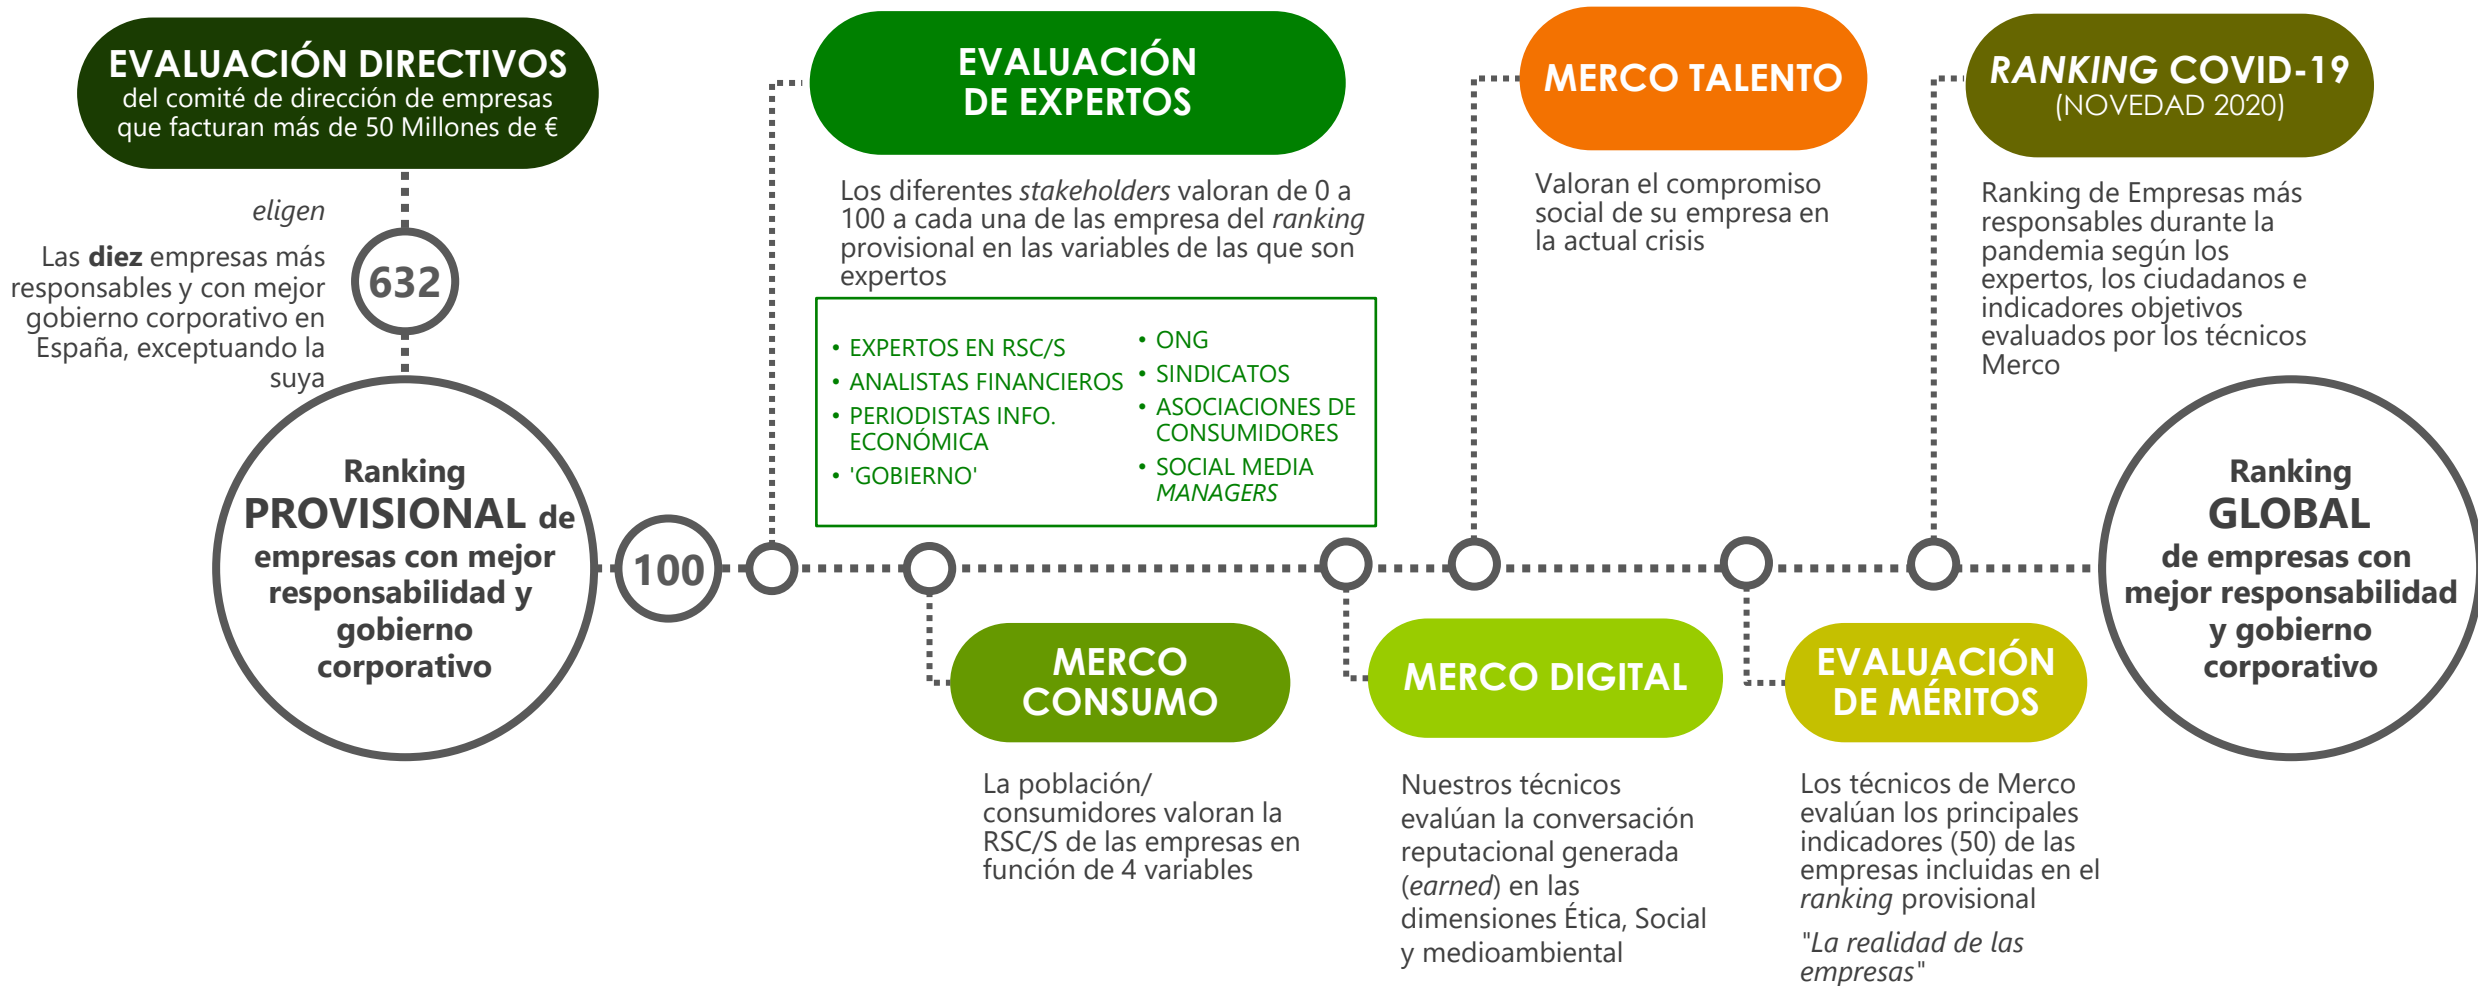 EVALUACIÓN DIRECTIVOS
del comité de dirección de empresas
que facturan más de 50 Millones de €
eligen
Las diez empresas más
responsables y con mejor
gobierno corporativo en
España, exceptuando la
suya
632
Ranking
PROVISIONAL de
empresas con mejor
responsabilidad y
gobierno
corporativo
100
EVALUACIÓN
DE EXPERTOS
Los diferentes stakeholders valoran de 0 a
100 a cada una de las empresa del ranking
provisional en las variables de las que son
expertos
• EXPERTOS EN RSC/S
• ANALISTAS FINANCIEROS
• PERIODISTAS INFO.
ECONÓMICA
• 'GOBIERNO'
• ONG
• SINDICATOS
• ASOCIACIONES DE
CONSUMIDORES
• SOCIAL MEDIA
MANAGERS
MERCO
CONSUMO
La población/
consumidores valoran la
RSC/S de las empresas en
función de 4 variables
MERCO DIGITAL
Nuestros técnicos
evalúan la conversación
reputacional generada
(earned) en las
dimensiones Ética, Social
y medioambiental
MERCO TALENTO
Valoran el compromiso
social de su empresa en
la actual crisis
EVALUACIÓN
DE MÉRITOS
Los técnicos de Merco
evalúan los principales
indicadores (50) de las
empresas incluidas en el
ranking provisional
"La realidad de las
empresas"
RANKING COVID-19
(NOVEDAD 2020)
Ranking de Empresas más
responsables durante la
pandemia según los
expertos, los ciudadanos e
indicadores objetivos
evaluados por los técnicos
Merco
Ranking
GLOBAL
de empresas con
mejor responsabilidad
y gobierno
corporativo